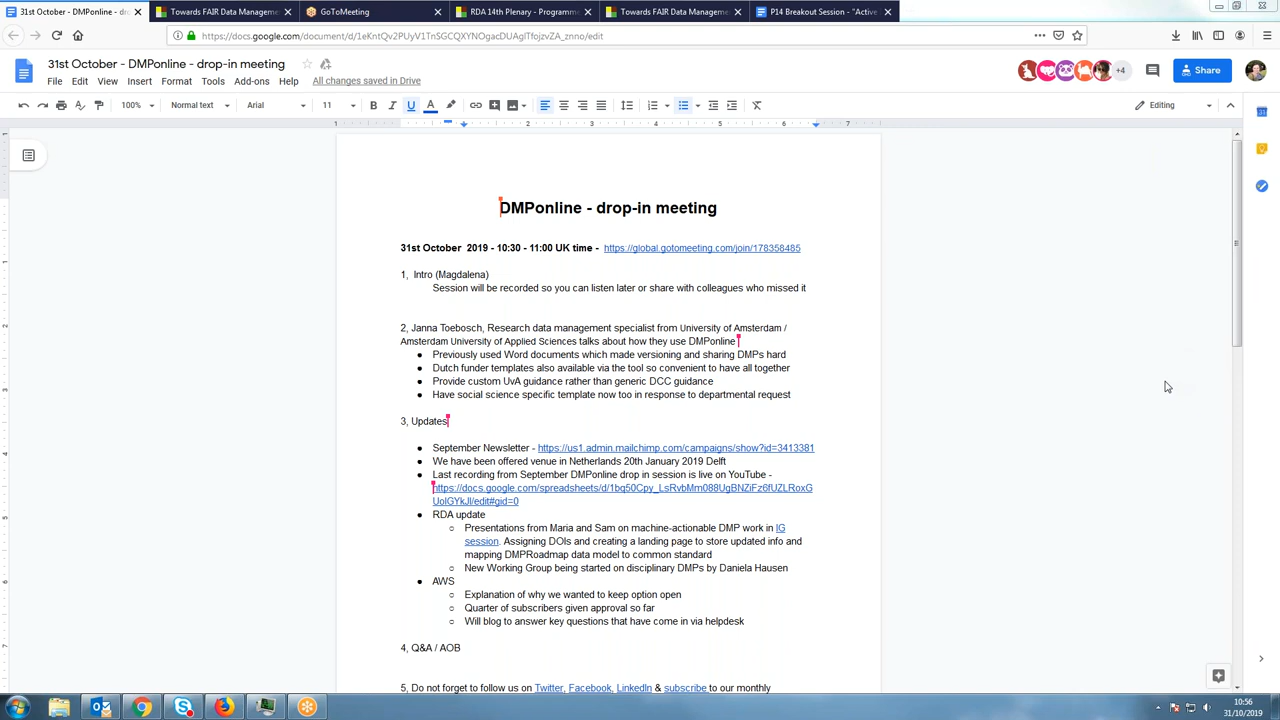 31st October - DMPonline - dro
Towards FAIR Data Manageme
GoToMeeting
RDA 14th Plenary - Programme
Towards FAIR Data Manageme
P14 Breakout Session - "Active
https://docs.google.com/document/d/1eKntQv2PUyV1TnSGCQXYNOgacDUAglTfojzvZA_znno/edit
31st October - DMPonline - drop-in meeting
File Edit View Insert Format Tools Add-ons Help All changes saved in Drive
+4
Share
100% Normal text Arial 11 B I U A Editing
1 1 2 3 4 5 6 7
DMPonline - drop-in meeting
31st October 2019 - 10:30 - 11:00 UK time - https://global.gotomeeting.com/join/178358485
1, Intro (Magdalena)
Session will be recorded so you can listen later or share with colleagues who missed it
2, Janna Toebosch, Research data management specialist from University of Amsterdam /
Amsterdam University of Applied Sciences talks about how they use DMPonline
● Previously used Word documents which made versioning and sharing DMPs hard
● Dutch funder templates also available via the tool so convenient to have all together
● Provide custom UvA guidance rather than generic DCC guidance
● Have social science specific template now too in response to departmental request
3, Updates
● September Newsletter - https://us1.admin.mailchimp.com/campaigns/show?id=3413381
● We have been offered venue in Netherlands 20th January 2019 Delft
● Last recording from September DMPonline drop in session is live on YouTube -
https://docs.google.com/spreadsheets/d/1bq50Cpy_LsRvbMm088UgBNZiFz6fUZLRoxG
UolGYkJI/edit#gid=0
● RDA update
○ Presentations from Maria and Sam on machine-actionable DMP work in IG
session. Assigning DOIs and creating a landing page to store updated info and
mapping DMPRoadmap data model to common standard
○ New Working Group being started on disciplinary DMPs by Daniela Hausen
● AWS
○ Explanation of why we wanted to keep option open
○ Quarter of subscribers given approval so far
○ Will blog to answer key questions that have come in via helpdesk
4, Q&A / AOB
5, Do not forget to follow us on Twitter, Facebook, LinkedIn & subscribe to our monthly
10:56
31/10/2019